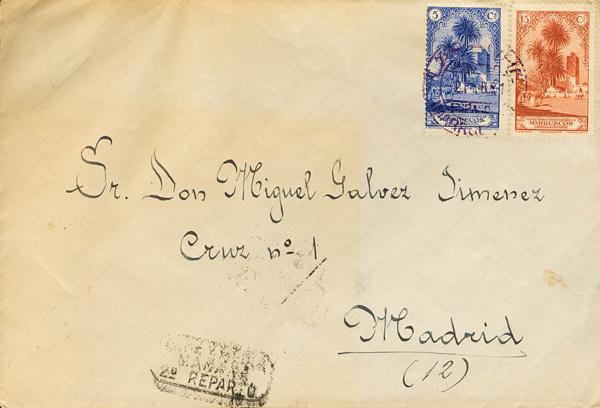 5 Cs
MARRUECOS
15 Cs
MARRUECOS
Sr. Don Miguel Galvez Jimenez
Cruz nº 1
Madrid
(12)
2º REPARTO